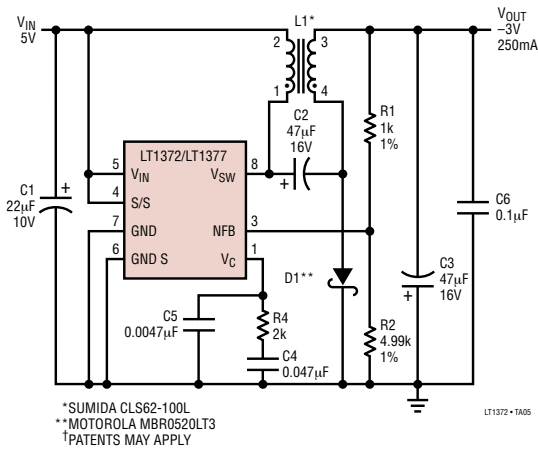 VIN
5V
L1*
VOUT
–3V
250mA
2
3
1
4
C2
47µF
16V
+
R1
1k
1%
LT1372/LT1377
5
VIN
VSW
8
4
S/S
7
GND
NFB
3
6
GND S
VC
1
C1
22µF
10V
+
C6
0.1µF
D1**
C3
47µF
16V
+
C5
0.0047µF
R4
2k
C4
0.047µF
R2
4.99k
1%
*SUMIDA CLS62-100L
**MOTOROLA MBR0520LT3
†PATENTS MAY APPLY
LT1372 • TA05